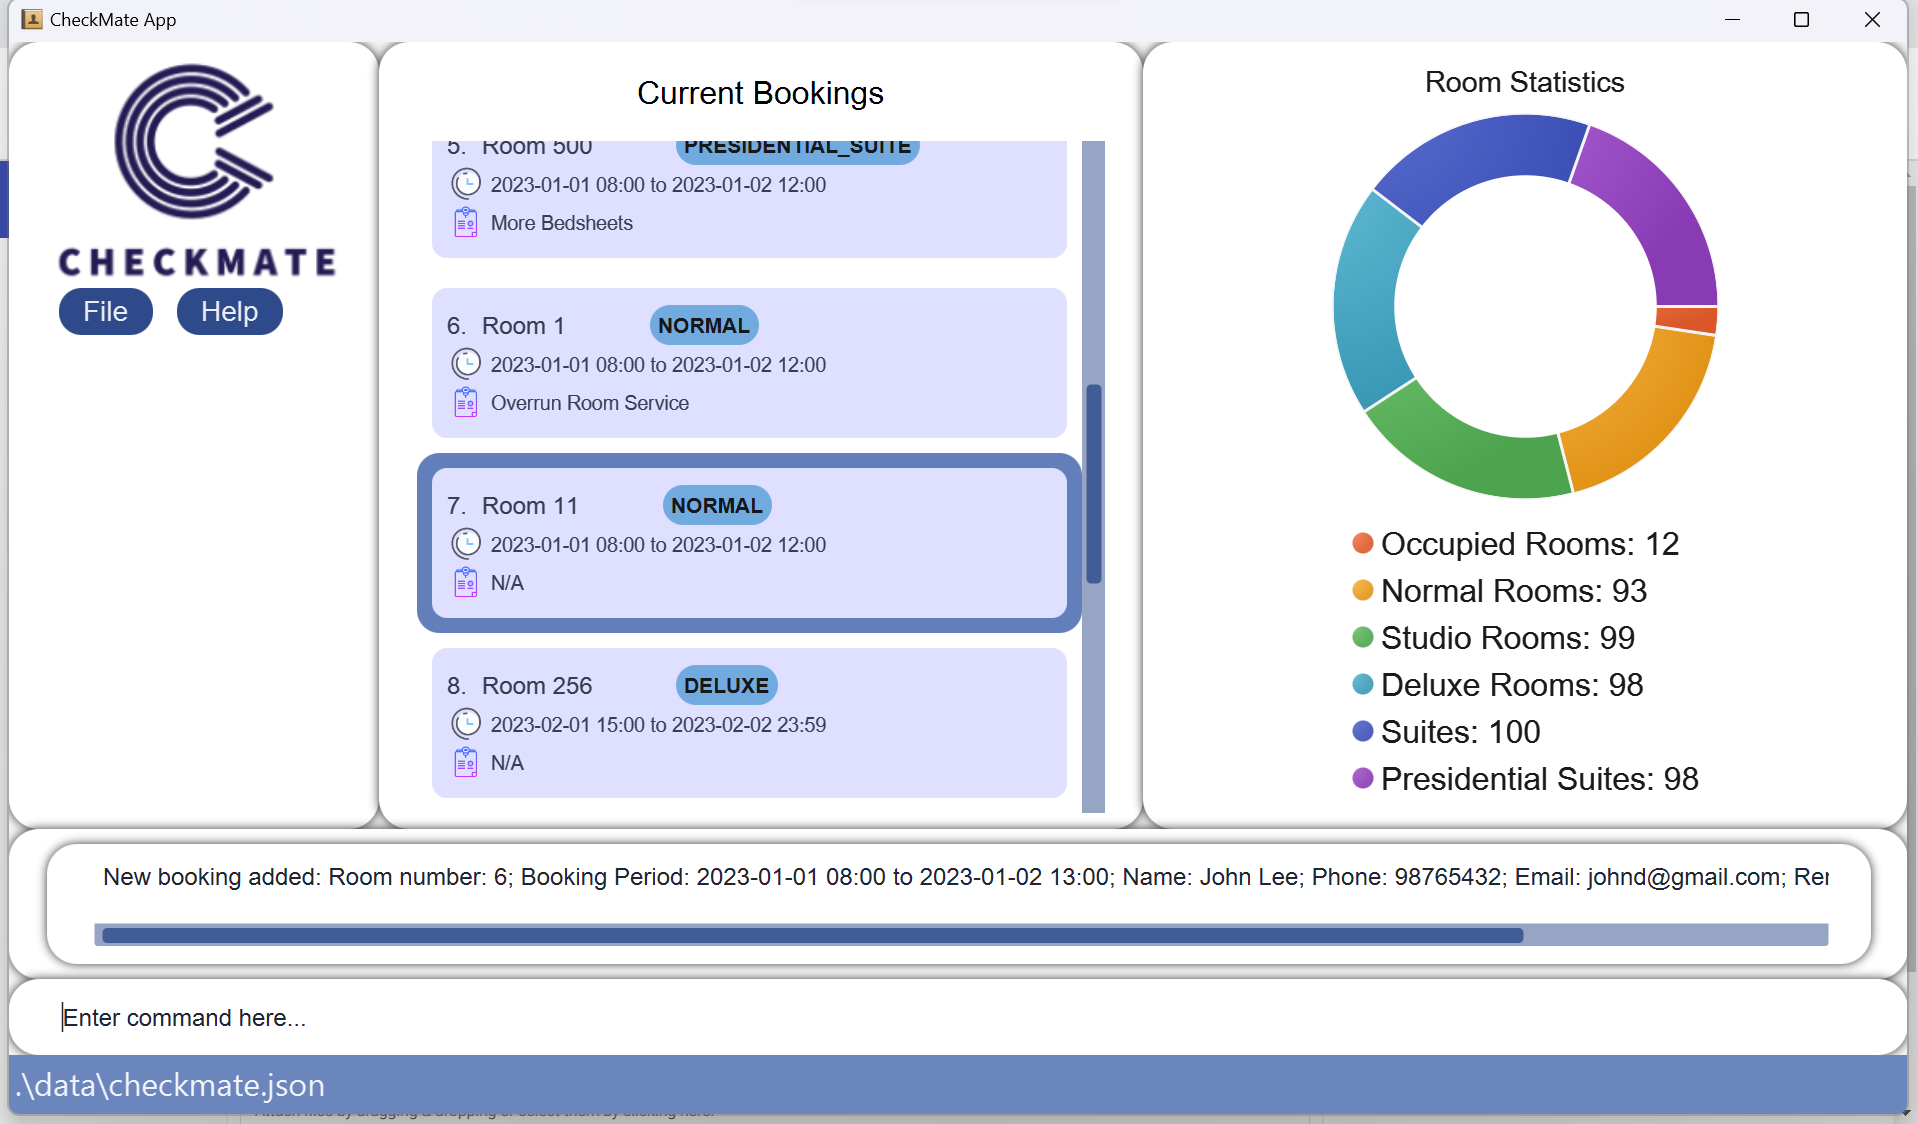 CheckMate App
CHECKMATE
File Help
Current Bookings
5. Room 500 PRESIDENTIAL_SUITE
2023-01-01 08:00 to 2023-01-02 12:00
More Bedsheets
6. Room 1 NORMAL
2023-01-01 08:00 to 2023-01-02 12:00
Overrun Room Service
7. Room 11 NORMAL
2023-01-01 08:00 to 2023-01-02 12:00
N/A
8. Room 256 DELUXE
2023-02-01 15:00 to 2023-02-02 23:59
N/A
Room Statistics
Occupied Rooms: 12
Normal Rooms: 93
Studio Rooms: 99
Deluxe Rooms: 98
Suites: 100
Presidential Suites: 98
New booking added: Room number: 6; Booking Period: 2023-01-01 08:00 to 2023-01-02 13:00; Name: John Lee; Phone: 98765432; Email: johnd@gmail.com;
Enter command here...
.\data\checkmate.json